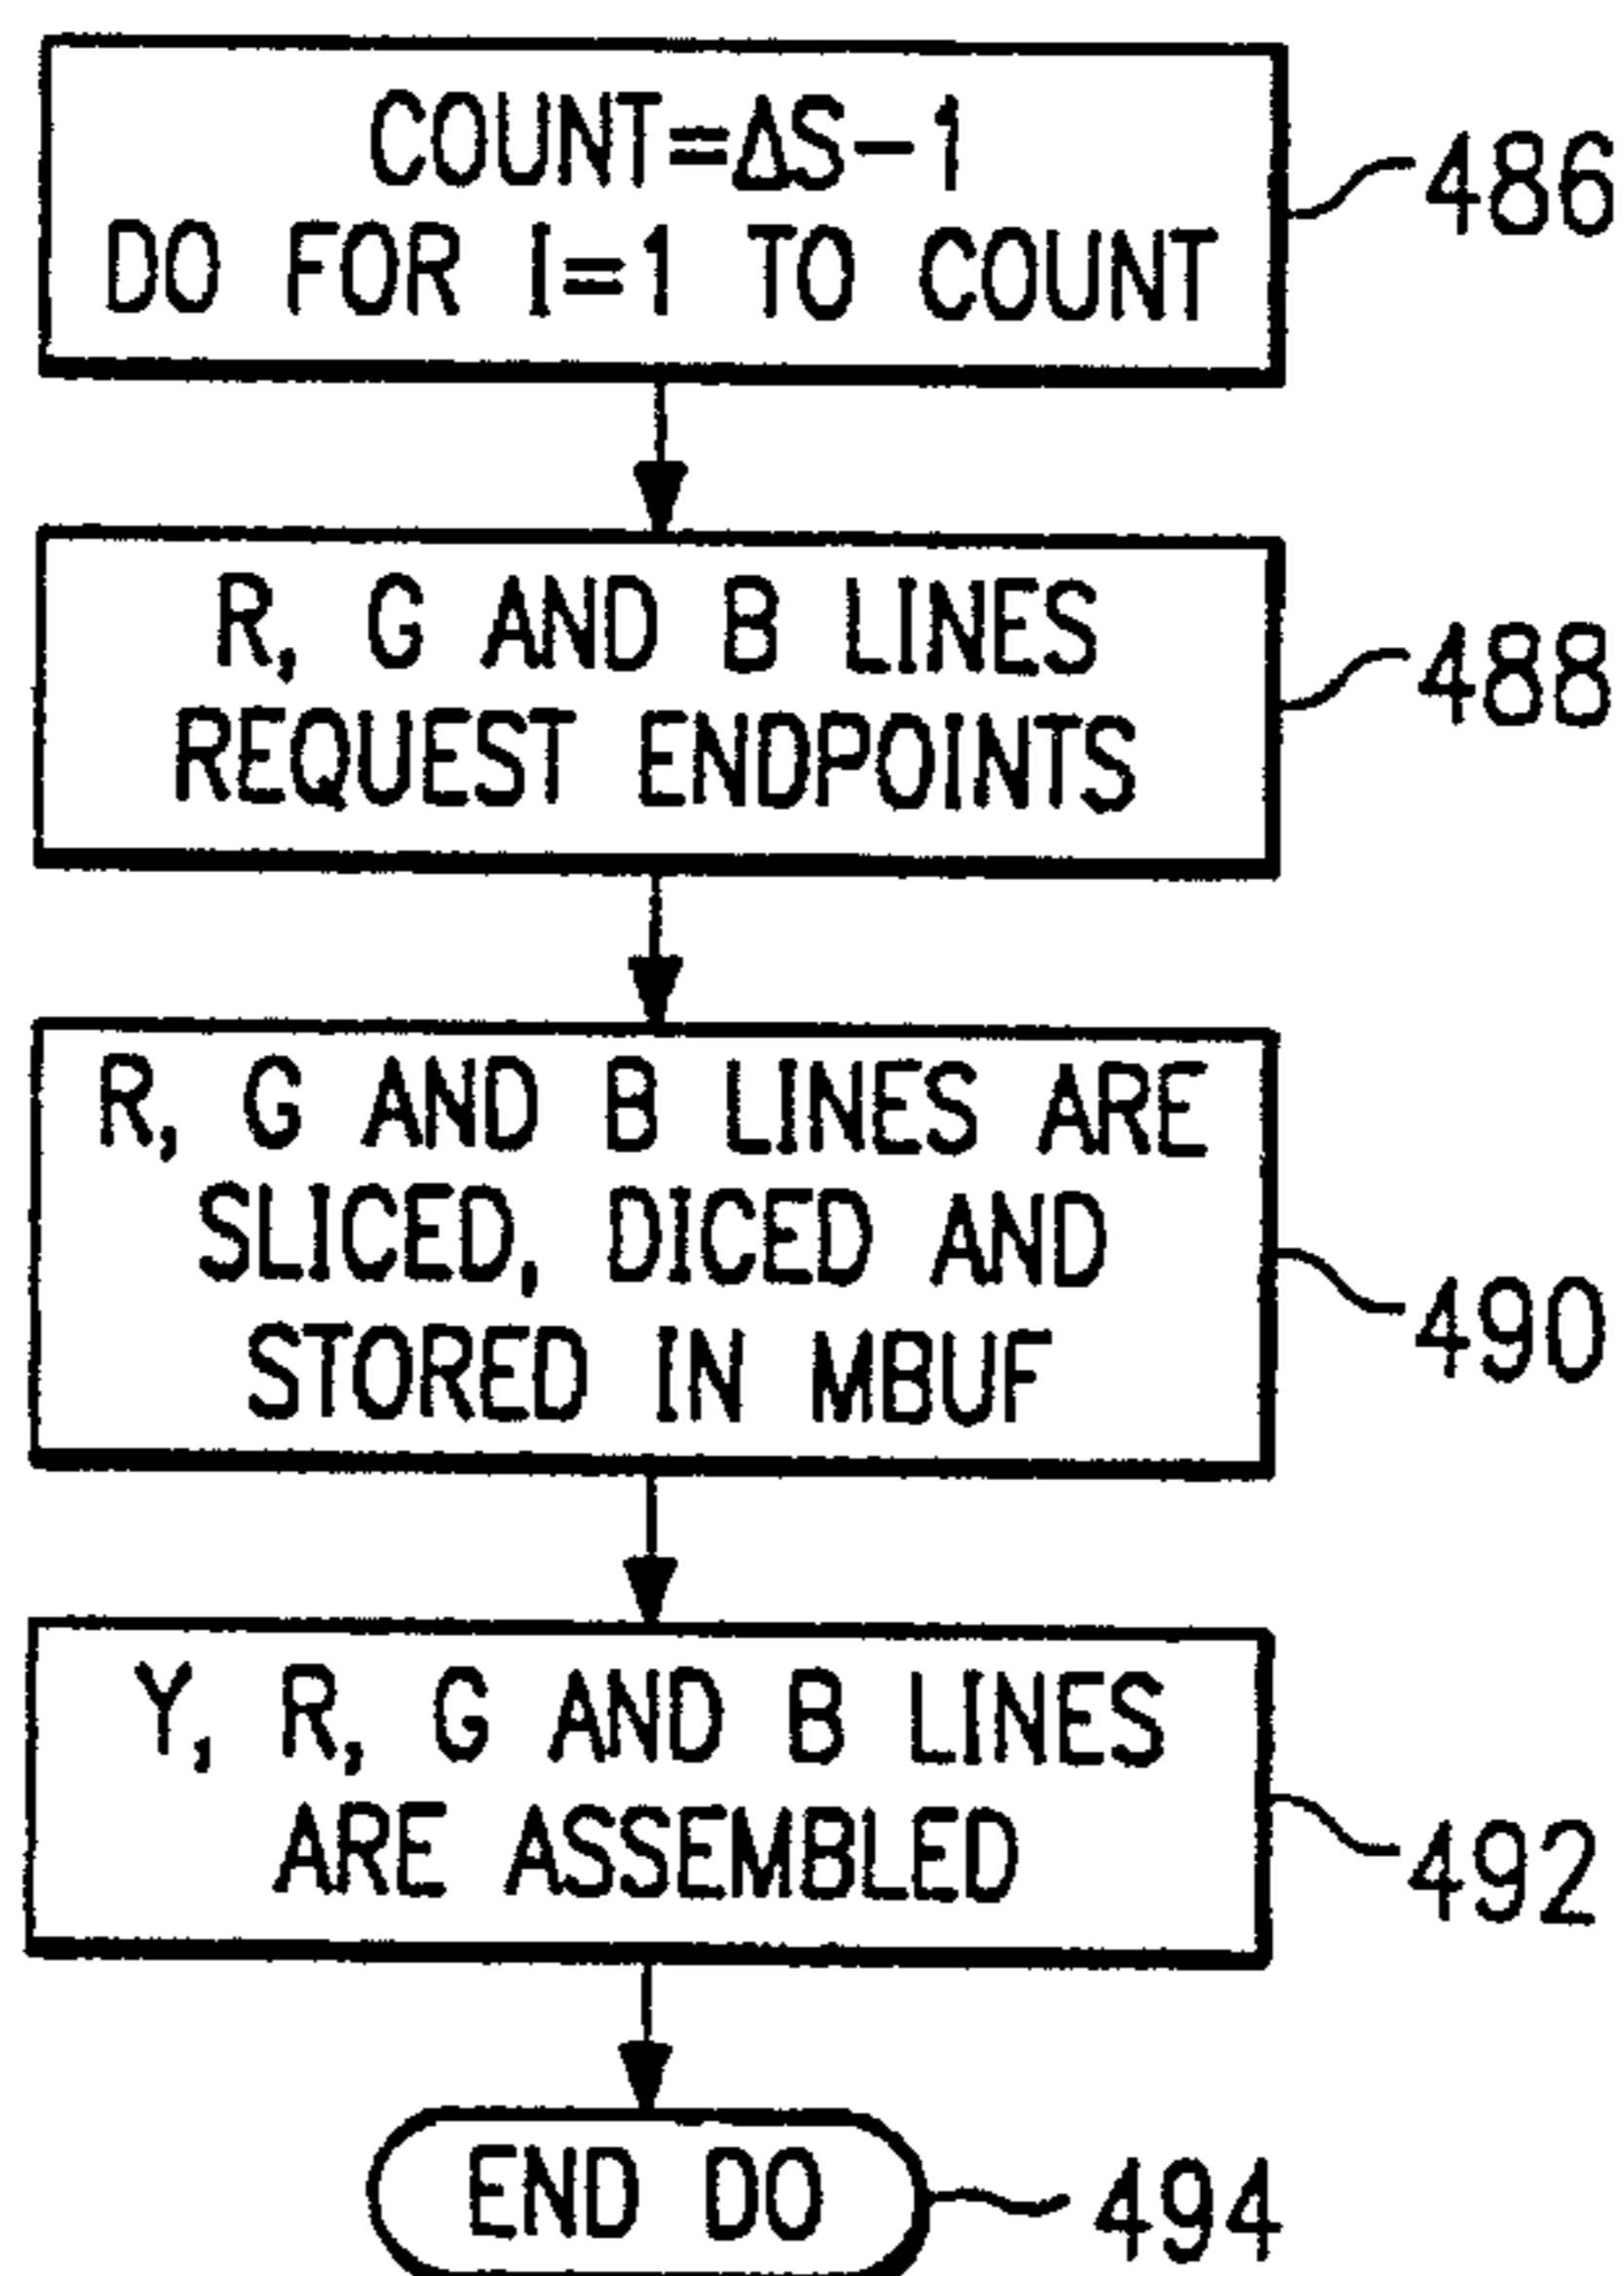 COUNT=ΔS-1
DO FOR I=1 TO COUNT
486
R, G AND B LINES
REQUEST ENDPOINTS
488
R, G AND B LINES ARE
SLICED, DICED AND
STORED IN MBUF
490
Y, R, G AND B LINES
ARE ASSEMBLED
492
END DO
494